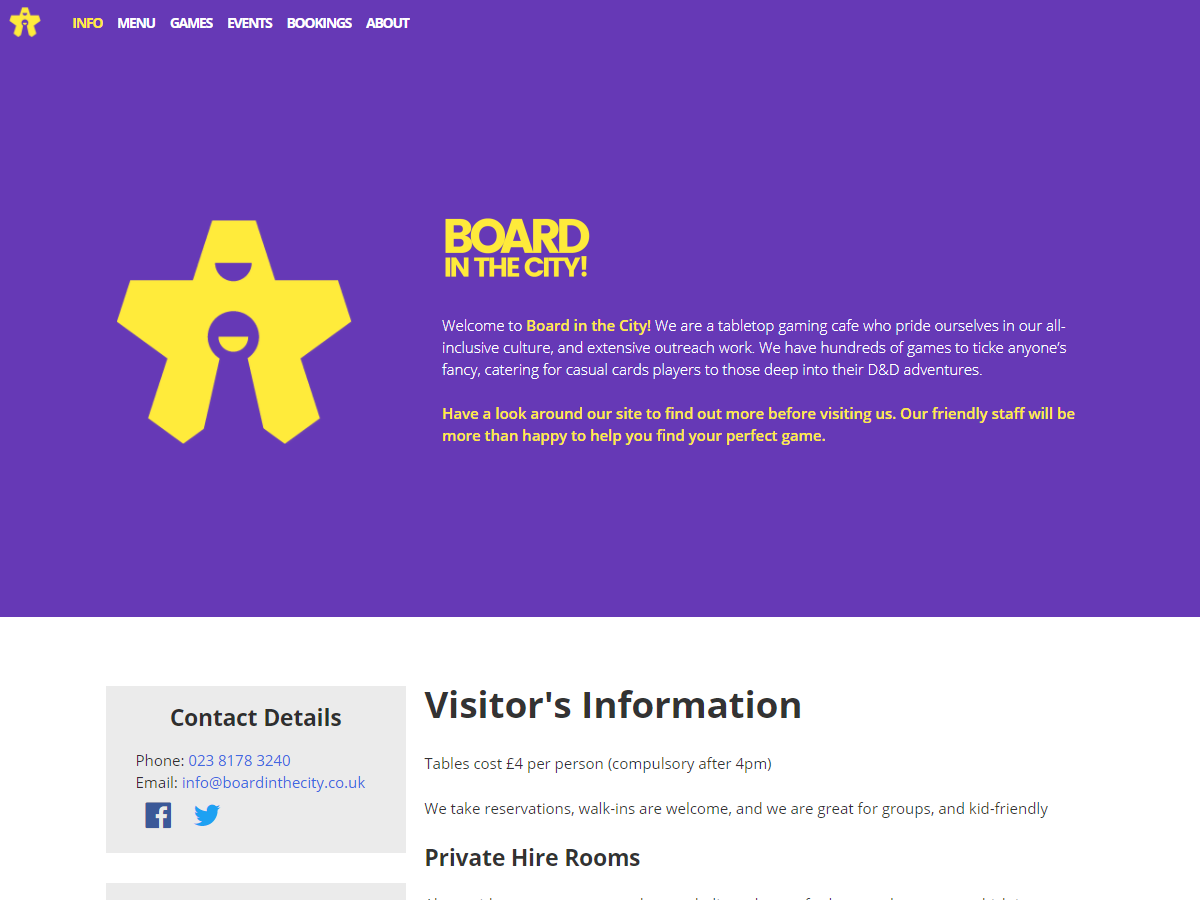 INFO MENU GAMES EVENTS BOOKINGS ABOUT
BOARD
IN THE CITY!
Welcome to Board in the City! We are a tabletop gaming cafe who pride ourselves in our all-
inclusive culture, and extensive outreach work. We have hundreds of games to ticke anyone's
fancy, catering for casual cards players to those deep into their D&D adventures.
Have a look around our site to find out more before visiting us. Our friendly staff will be
more than happy to help you find your perfect game.
Contact Details
Phone: 023 8178 3240
Email: info@boardinthecity.co.uk
Visitor's Information
Tables cost £4 per person (compulsory after 4pm)
We take reservations, walk-ins are welcome, and we are great for groups, and kid-friendly
Private Hire Rooms